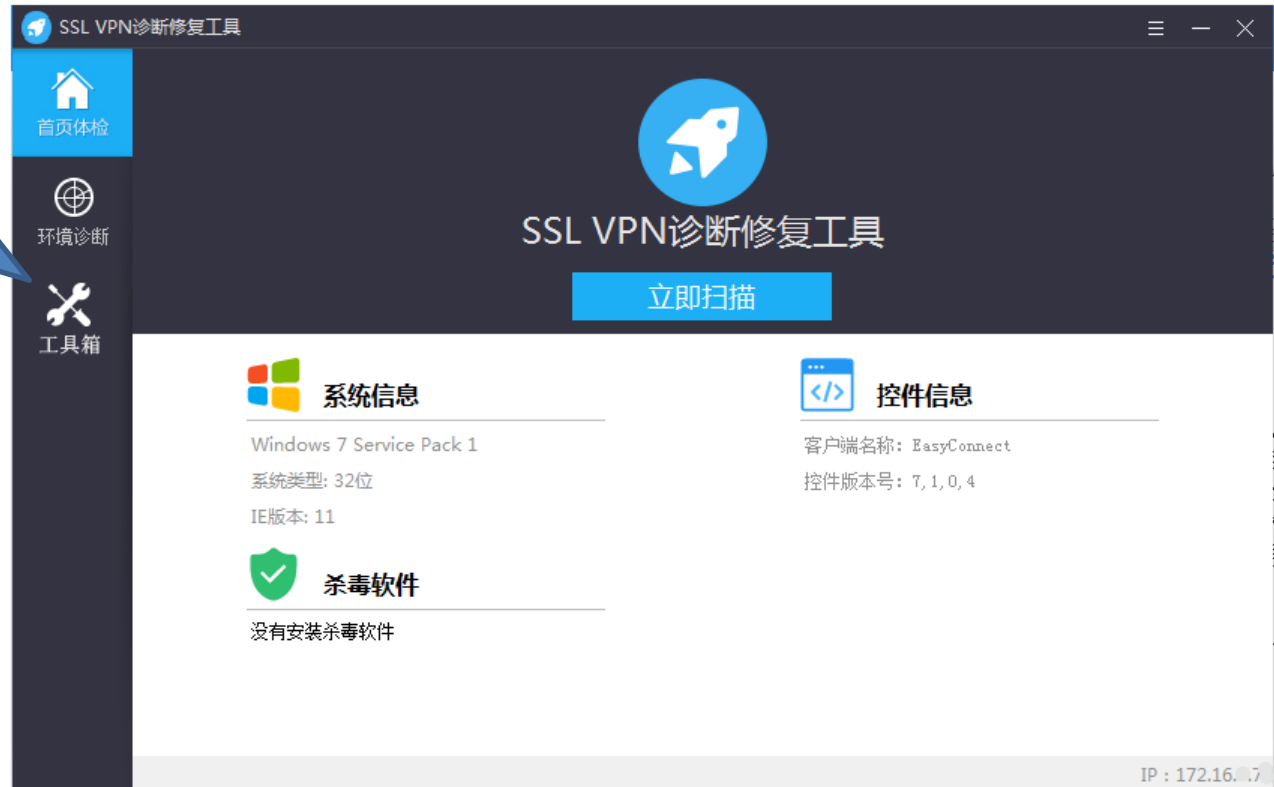 SSL VPN诊断修复工具
首页体检
环境诊断
工具箱
SSL VPN诊断修复工具
立即扫描
系统信息
Windows 7 Service Pack 1
系统类型: 32位
IE版本: 11
杀毒软件
没有安装杀毒软件
控件信息
客户端名称: EasyConnect
控件版本号: 7,1,0,4
IP : 172.16.